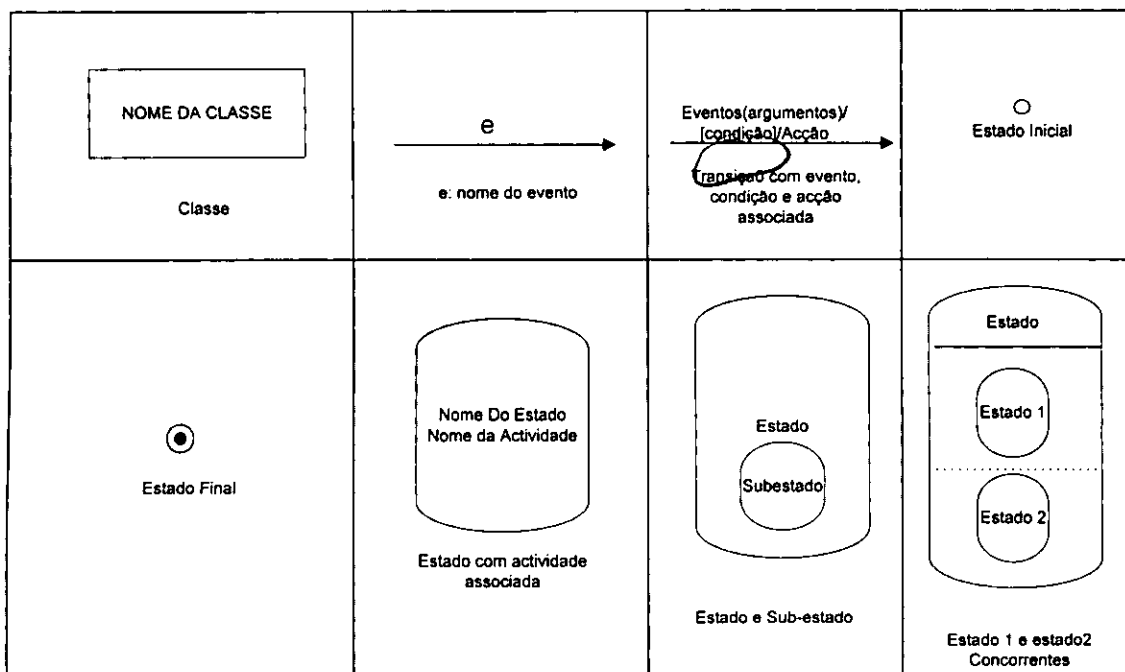 NOME DA CLASSE
Classe
e
e: nome do evento
Eventos(argumentos)/
[condição]/Acção
Transição com evento,
condição e acção
associada
Estado Inicial
Estado Final
Nome Do Estado
Nome da Actividade
Estado com actividade
associada
Estado
Subestado
Estado e Sub-estado
Estado
Estado 1
Estado 2
Estado 1 e estado2
Concorrentes